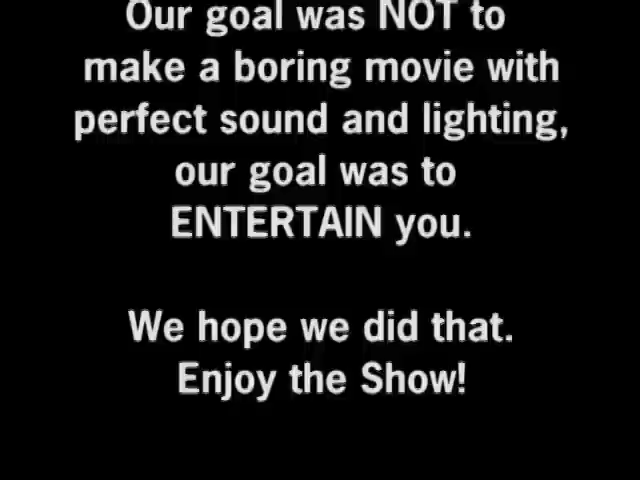 Our goal was NOT to
make a boring movie with
perfect sound and lighting,
our goal was to
ENTERTAIN you.
We hope we did that.
Enjoy the Show!